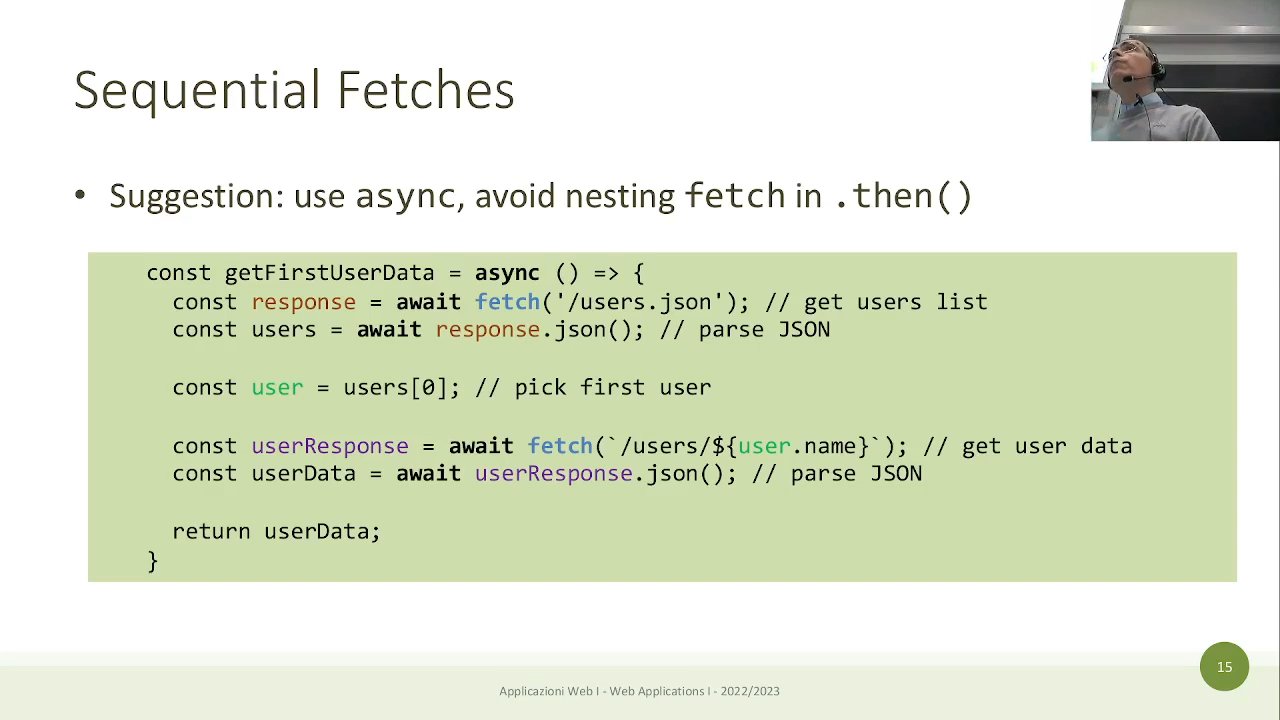 Sequential Fetches
• Suggestion: use async, avoid nesting fetch in .then()
const getFirstUserData = async () => {
const response = await fetch('/users.json'); // get users list
const users = await response.json(); // parse JSON
const user = users[0]; // pick first user
const userResponse = await fetch(`/users/${user.name}`); // get user data
const userData = await userResponse.json(); // parse JSON
return userData;
}
15
Applicazioni Web I - Web Applications I - 2022/2023